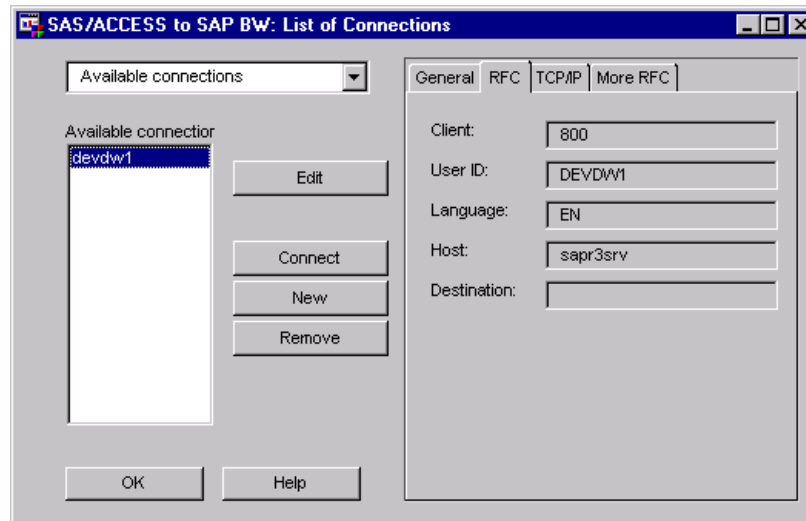 SAS/ACCESS to SAP BW: List of Connections
Available connections
Available connection
devdw1
Edit
Connect
New
Remove
OK
Help
General RFC TCP/IP More RFC
Client: 800
User ID: DEVDW1
Language: EN
Host: sapr3srv
Destination: